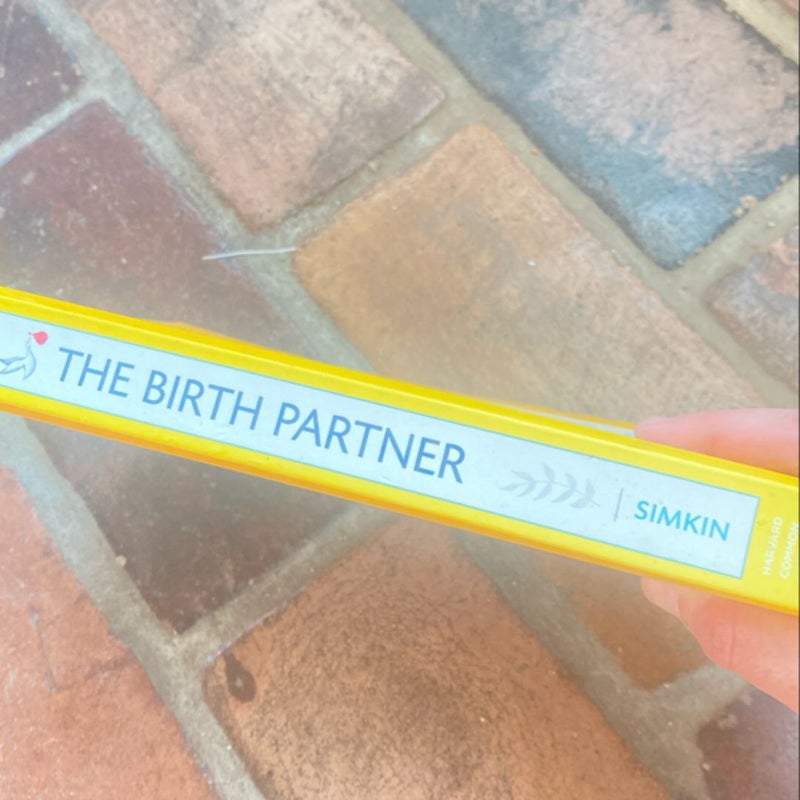 THE BIRTH PARTNER | SIMKIN
HARVARD
COMMON